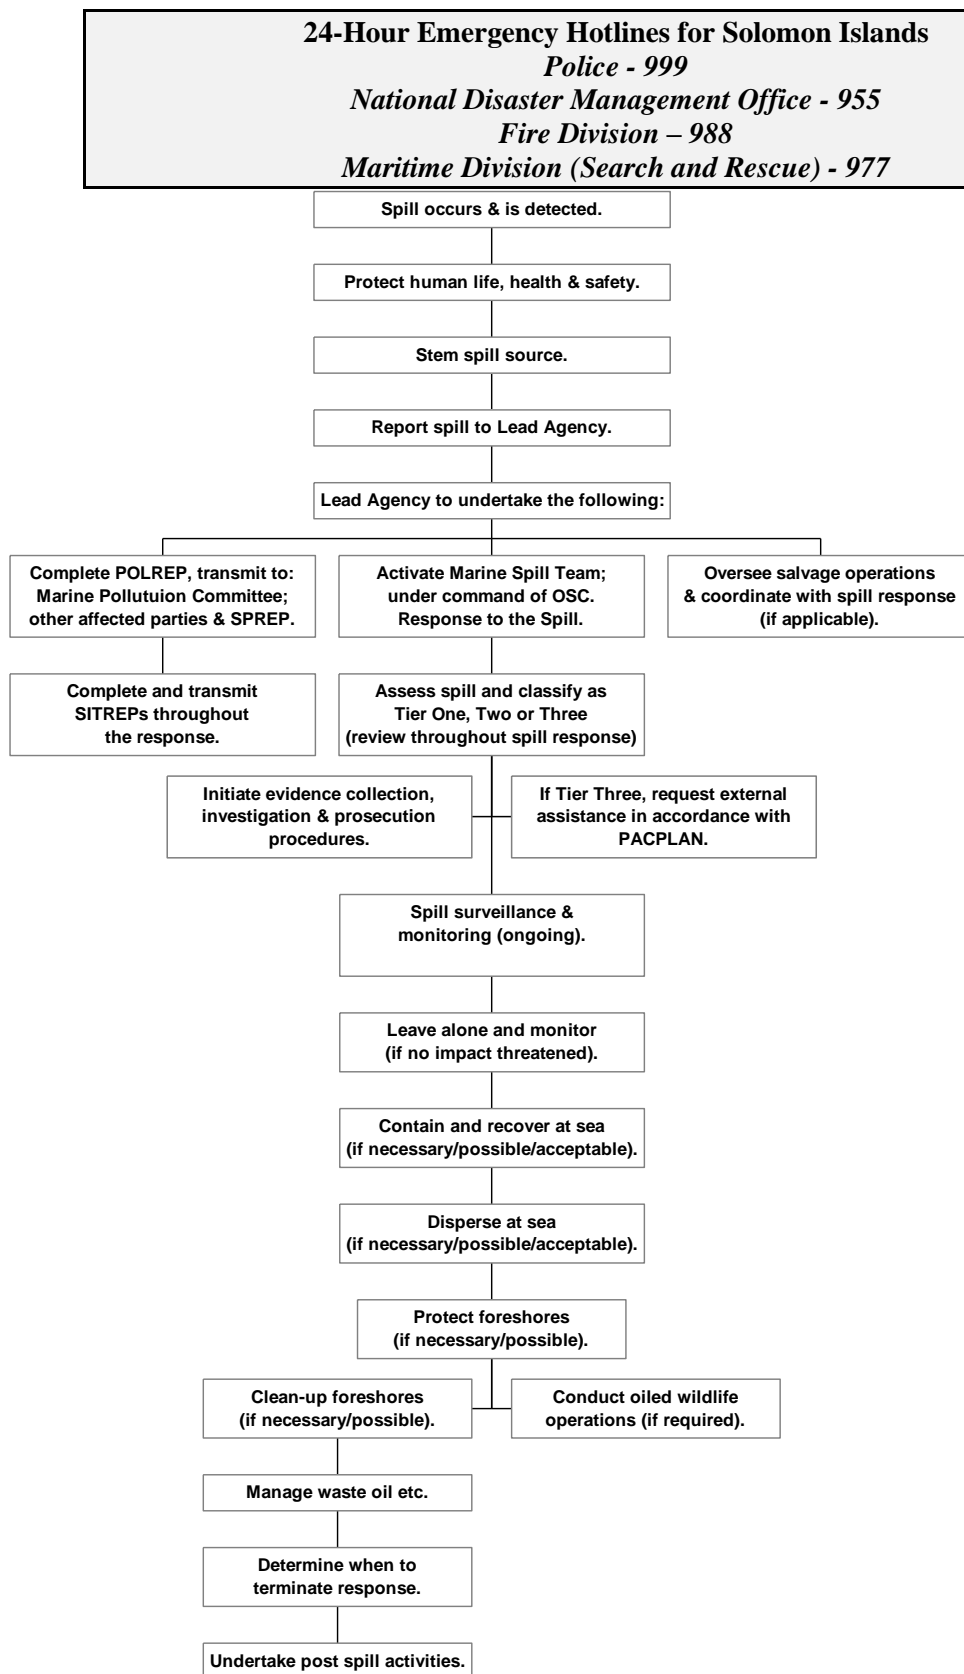 24-Hour Emergency Hotlines for Solomon Islands
Police - 999
National Disaster Management Office - 955
Fire Division – 988
Maritime Division (Search and Rescue) - 977
Spill occurs & is detected.
Protect human life, health & safety.
Stem spill source.
Report spill to Lead Agency.
Lead Agency to undertake the following:
Complete POLREP, transmit to:
Marine Pollutuion Committee;
other affected parties & SPREP.
Activate Marine Spill Team;
under command of OSC.
Response to the Spill.
Oversee salvage operations
& coordinate with spill response
(if applicable).
Complete and transmit
SITREPs throughout
the response.
Assess spill and classify as
Tier One, Two or Three
(review throughout spill response)
Initiate evidence collection,
investigation & prosecution
procedures.
If Tier Three, request external
assistance in accordance with
PACPLAN.
Spill surveillance &
monitoring (ongoing).
Leave alone and monitor
(if no impact threatened).
Contain and recover at sea
(if necessary/possible/acceptable).
Disperse at sea
(if necessary/possible/acceptable).
Protect foreshores
(if necessary/possible).
Clean-up foreshores
(if necessary/possible).
Conduct oiled wildlife
operations (if required).
Manage waste oil etc.
Determine when to
terminate response.
Undertake post spill activities.